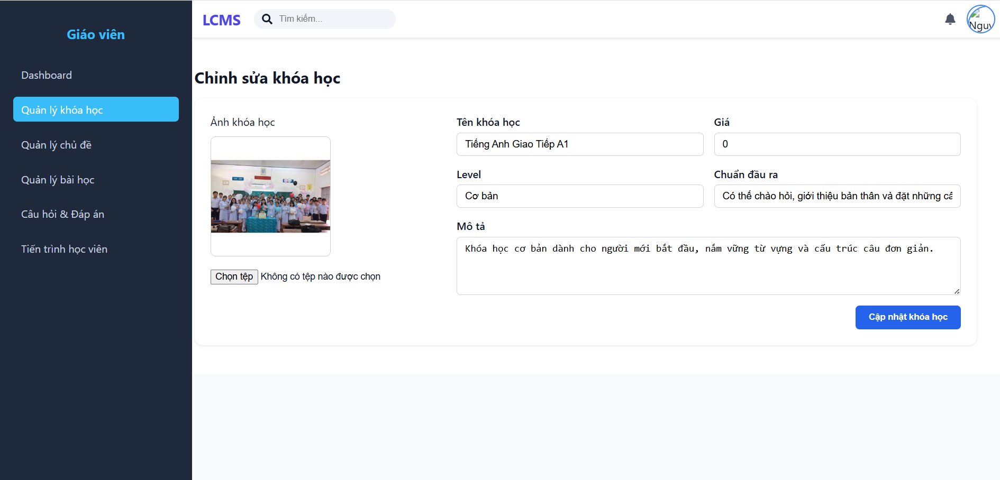 Giáo viên
Dashboard
Quản lý khóa học
Quản lý chủ đề
Quản lý bài học
Câu hỏi & Đáp án
Tiến trình học viên
LCMS
Tìm kiếm...
Nguy
Chỉnh sửa khóa học
Ảnh khóa học
Chọn tệp Không có tệp nào được chọn
Tên khóa học
Tiếng Anh Giao Tiếp A1
Giá
0
Level
Cơ bản
Chuẩn đầu ra
Có thể chào hỏi, giới thiệu bản thân và đặt những câ
Mô tả
Khóa học cơ bản dành cho người mới bắt đầu, nắm vững từ vựng và cấu trúc câu đơn giản.
Cập nhật khóa học